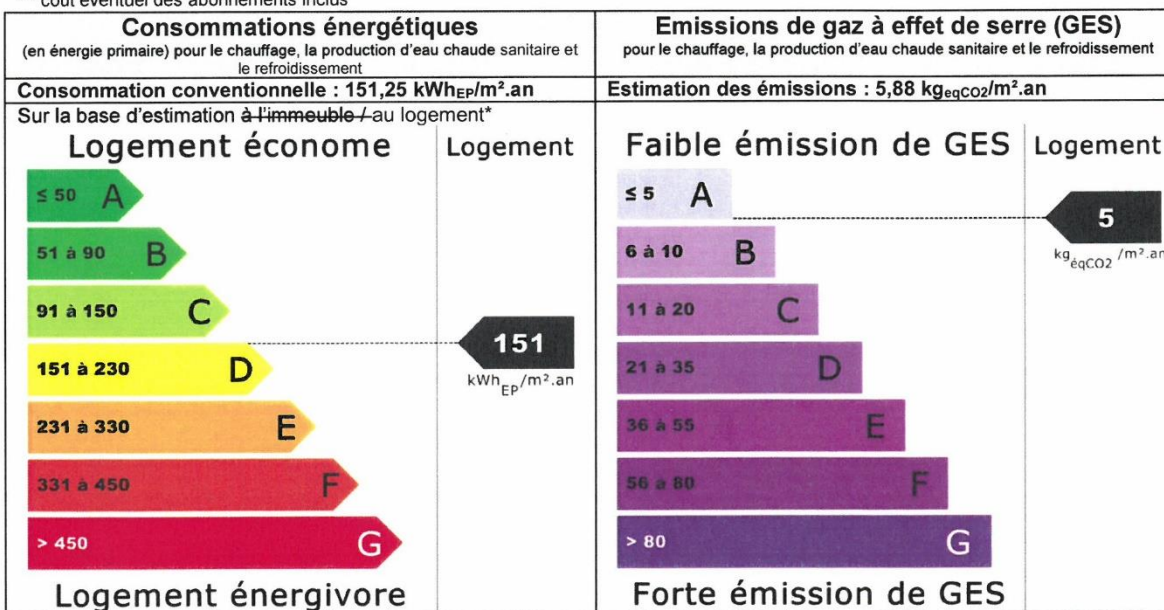 coût éventuel des abonnements inclus
Consommations énergétiques
(en énergie primaire) pour le chauffage, la production d'eau chaude sanitaire et
le refroidissement
Consommation conventionnelle : 151,25 kWhEP/m².an
Sur la base d'estimation à l'immeuble / au logement*
Logement économe
Logement
≤ 50 A
51 à 90 B
91 à 150 C
151 à 230 D
231 à 330 E
331 à 450 F
> 450 G
151
kWhEP/m².an
Logement énergivore
Emissions de gaz à effet de serre (GES)
pour le chauffage, la production d'eau chaude sanitaire et le refroidissement
Estimation des émissions : 5,88 kgeqCO2/m².an
Faible émission de GES
Logement
≤ 5 A
6 à 10 B
11 à 20 C
21 à 35 D
36 à 55 E
56 à 80 F
> 80 G
5
kgéqCO2 /m².an
Forte émission de GES